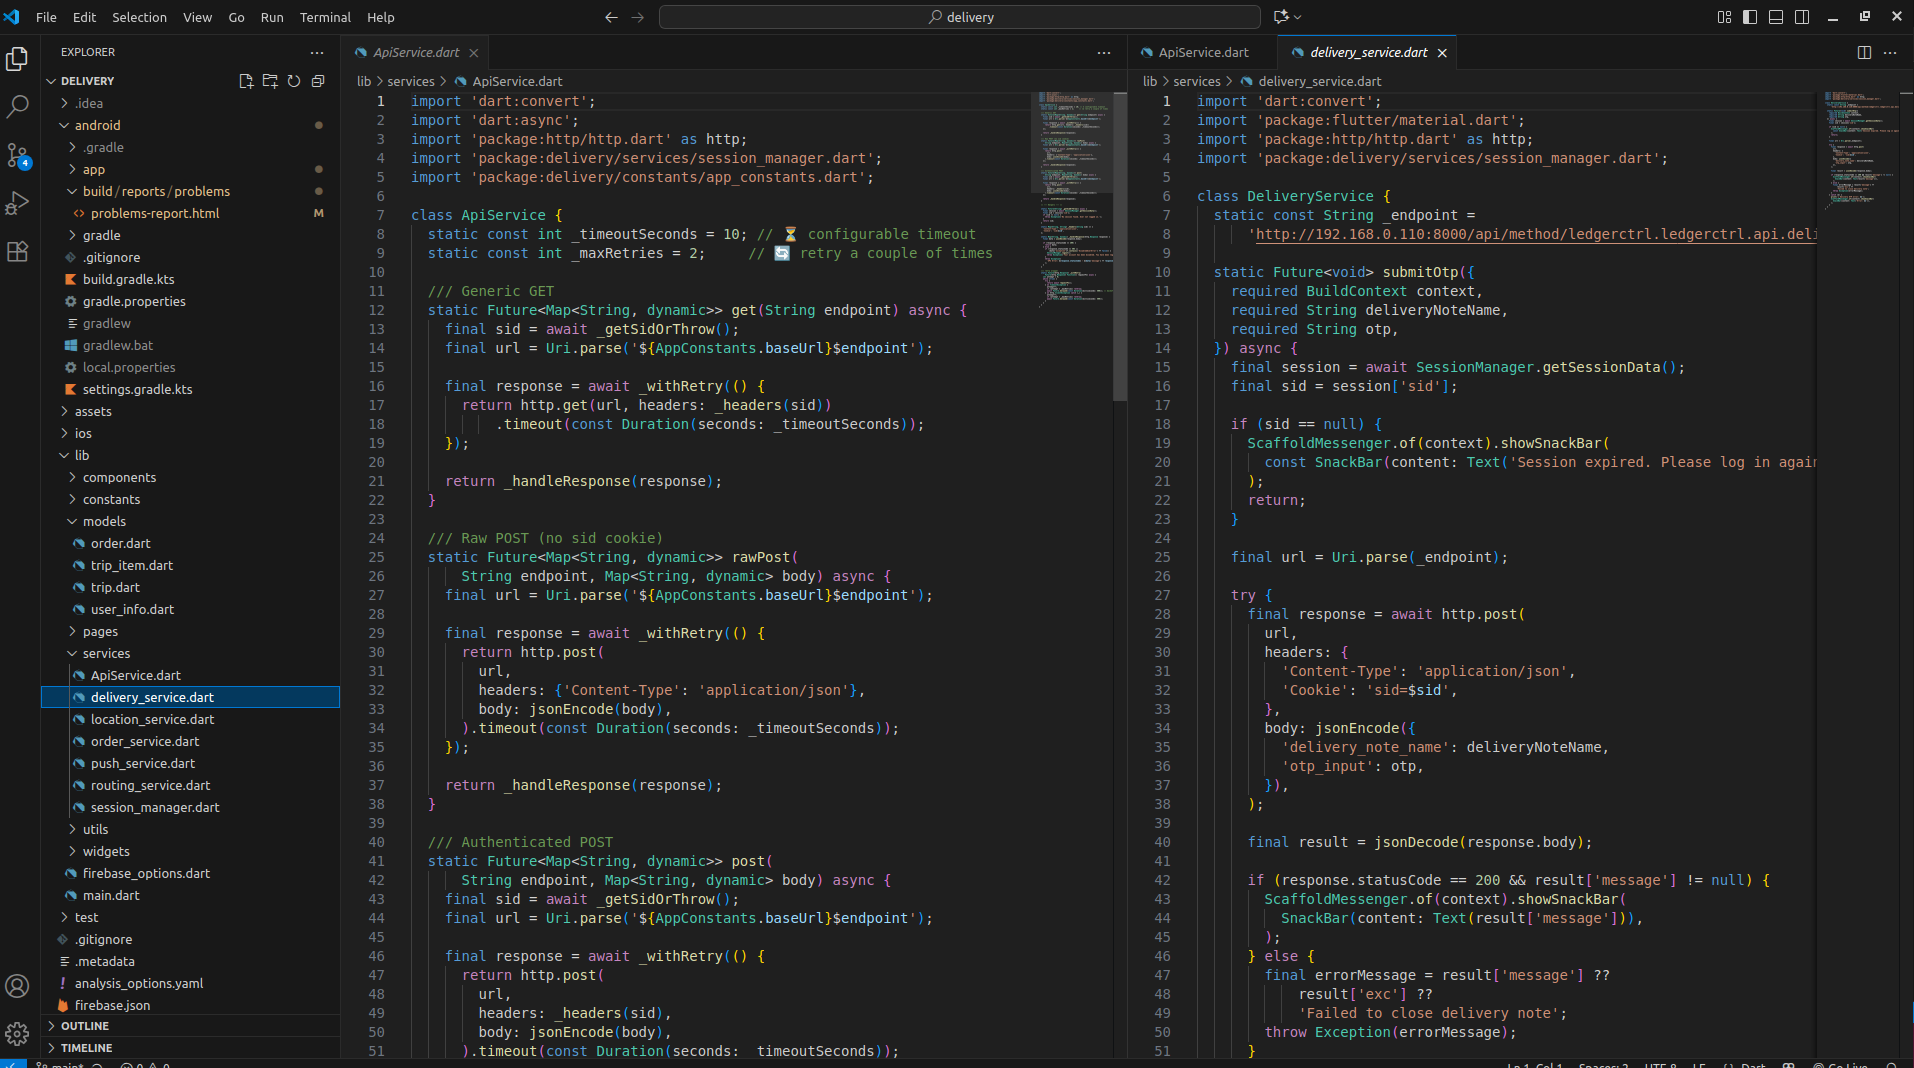 File Edit Selection View Go Run Terminal Help
delivery
EXPLORER
DELIVERY
.idea
android
.gradle
app
build/reports/problems
problems-report.html M
gradle
.gitignore
build.gradle.kts
gradle.properties
gradlew
gradlew.bat
local.properties
settings.gradle.kts
assets
ios
lib
components
constants
models
order.dart
trip_item.dart
trip.dart
user_info.dart
pages
services
ApiService.dart
delivery_service.dart
location_service.dart
order_service.dart
push_service.dart
routing_service.dart
session_manager.dart
utils
widgets
firebase_options.dart
main.dart
test
.gitignore
.metadata
analysis_options.yaml
firebase.json
OUTLINE
TIMELINE
4
ApiService.dart
lib > services > ApiService.dart
1 import 'dart:convert';
2 import 'dart:async';
3 import 'package:http/http.dart' as http;
4 import 'package:delivery/services/session_manager.dart';
5 import 'package:delivery/constants/app_constants.dart';
6
7 class ApiService {
8 static const int _timeoutSeconds = 10; // ⏳ configurable timeout
9 static const int _maxRetries = 2; // 🔄 retry a couple of times
10
11 /// Generic GET
12 static Future<Map<String, dynamic>> get(String endpoint) async {
13 final sid = await _getSidOrThrow();
14 final url = Uri.parse('${AppConstants.baseUrl}$endpoint');
15
16 final response = await _withRetry(() {
17 return http.get(url, headers: _headers(sid))
18 .timeout(const Duration(seconds: _timeoutSeconds));
19 });
20
21 return _handleResponse(response);
22 }
23
24 /// Raw POST (no sid cookie)
25 static Future<Map<String, dynamic>> rawPost(
26 String endpoint, Map<String, dynamic> body) async {
27 final url = Uri.parse('${AppConstants.baseUrl}$endpoint');
28
29 final response = await _withRetry(() {
30 return http.post(
31 url,
32 headers: {'Content-Type': 'application/json'},
33 body: jsonEncode(body),
34 ).timeout(const Duration(seconds: _timeoutSeconds));
35 });
36
37 return _handleResponse(response);
38 }
39
40 /// Authenticated POST
41 static Future<Map<String, dynamic>> post(
42 String endpoint, Map<String, dynamic> body) async {
43 final sid = await _getSidOrThrow();
44 final url = Uri.parse('${AppConstants.baseUrl}$endpoint');
45
46 final response = await _withRetry(() {
47 return http.post(
48 url,
49 headers: _headers(sid),
50 body: jsonEncode(body),
51 ).timeout(const Duration(seconds: _timeoutSeconds));
ApiService.dart delivery_service.dart
lib > services > delivery_service.dart
1 import 'dart:convert';
2 import 'package:flutter/material.dart';
3 import 'package:http/http.dart' as http;
4 import 'package:delivery/services/session_manager.dart';
5
6 class DeliveryService {
7 static const String _endpoint =
8 'http://192.168.0.110:8000/api/method/ledgerctrl.ledgerctrl.api.deli
9
10 static Future<void> submitOtp({
11 required BuildContext context,
12 required String deliveryNoteName,
13 required String otp,
14 }) async {
15 final session = await SessionManager.getSessionData();
16 final sid = session['sid'];
17
18 if (sid == null) {
19 ScaffoldMessenger.of(context).showSnackBar(
20 const SnackBar(content: Text('Session expired. Please log in again
21 );
22 return;
23 }
24
25 final url = Uri.parse(_endpoint);
26
27 try {
28 final response = await http.post(
29 url,
30 headers: {
31 'Content-Type': 'application/json',
32 'Cookie': 'sid=$sid',
33 },
34 body: jsonEncode({
35 'delivery_note_name': deliveryNoteName,
36 'otp_input': otp,
37 }),
38 );
39
40 final result = jsonDecode(response.body);
41
42 if (response.statusCode == 200 && result['message'] != null) {
43 ScaffoldMessenger.of(context).showSnackBar(
44 SnackBar(content: Text(result['message'])),
45 );
46 } else {
47 final errorMessage = result['message'] ??
48 result['exc'] ??
49 'Failed to close delivery note';
50 throw Exception(errorMessage);
51 }